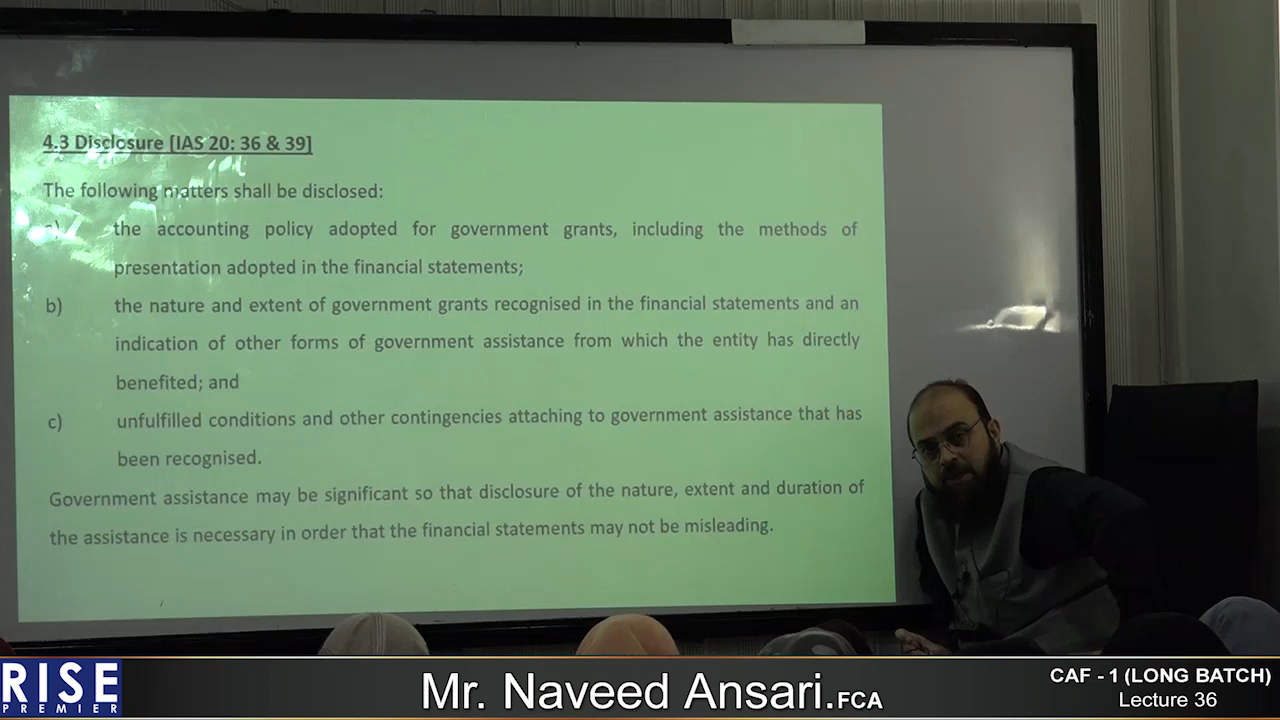 4.3 Disclosure [IAS 20: 36 & 39]
The following matters shall be disclosed:
a) the accounting policy adopted for government grants, including the methods of
presentation adopted in the financial statements;
b) the nature and extent of government grants recognised in the financial statements and an
indication of other forms of government assistance from which the entity has directly
benefited; and
c) unfulfilled conditions and other contingencies attaching to government assistance that has
been recognised.
Government assistance may be significant so that disclosure of the nature, extent and duration of
the assistance is necessary in order that the financial statements may not be misleading.
RISE
PREMIER
Mr. Naveed Ansari.FCA
CAF - 1 (LONG BATCH)
Lecture 36